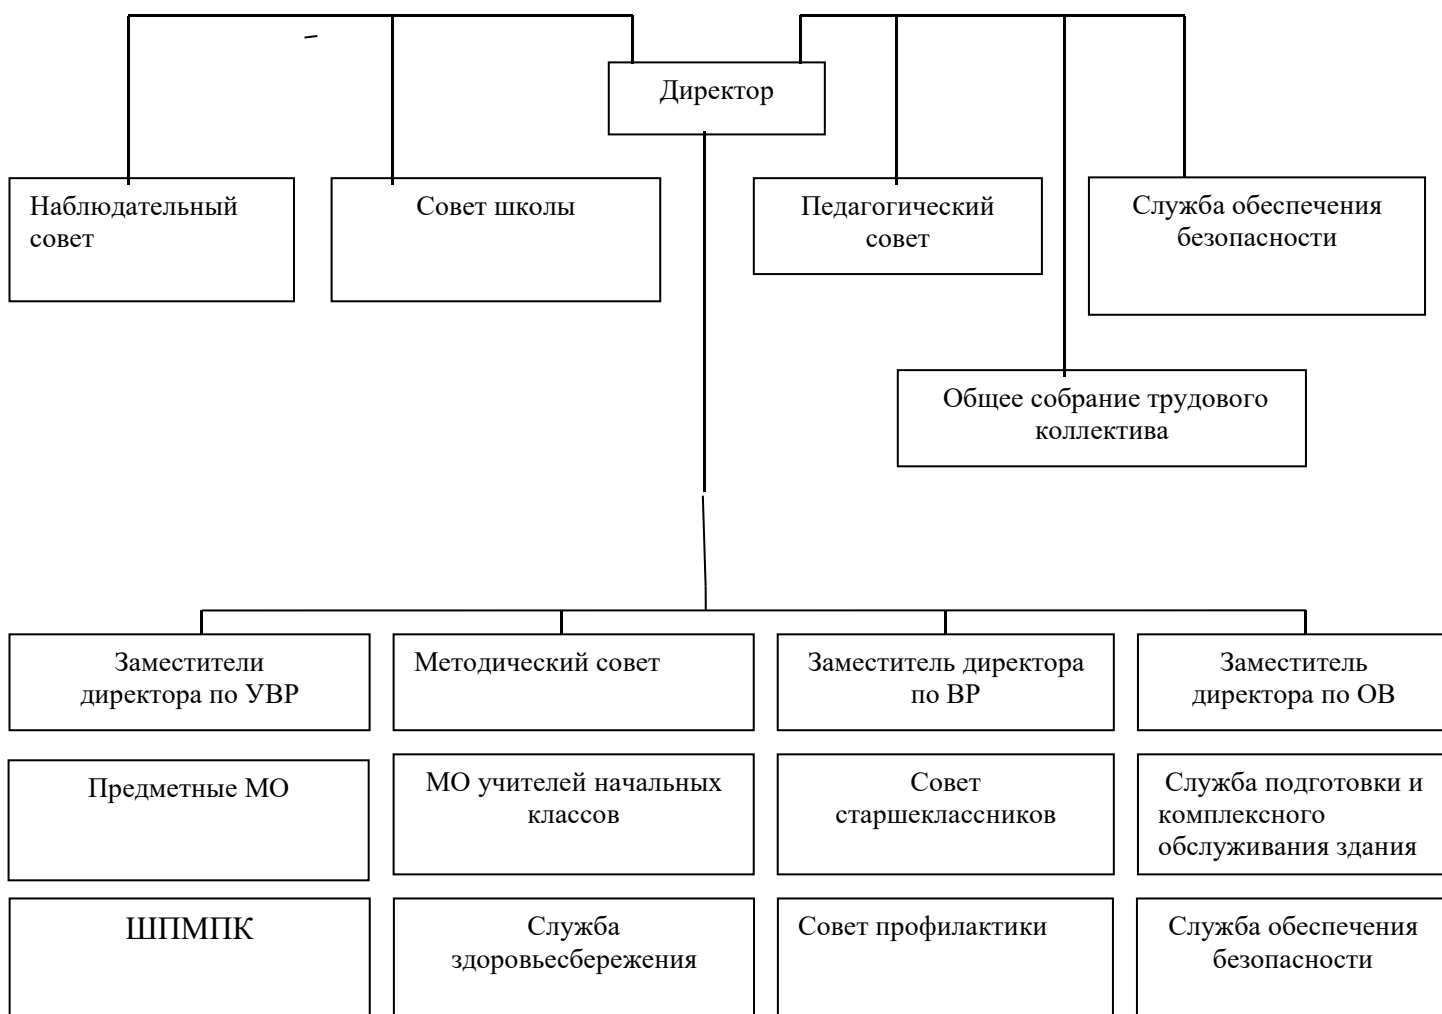 Директор
Наблюдательный
совет
Совет школы
Педагогический
совет
Служба обеспечения
безопасности
Общее собрание трудового
коллектива
Заместители
директора по УВР
Методический совет
Заместитель директора
по ВР
Заместитель
директора по ОВ
Предметные МО
МО учителей начальных
классов
Совет
старшеклассников
Служба подготовки и
комплексного
обслуживания здания
ШПМПК
Служба
здоровьесбережения
Совет профилактики
Служба обеспечения
безопасности